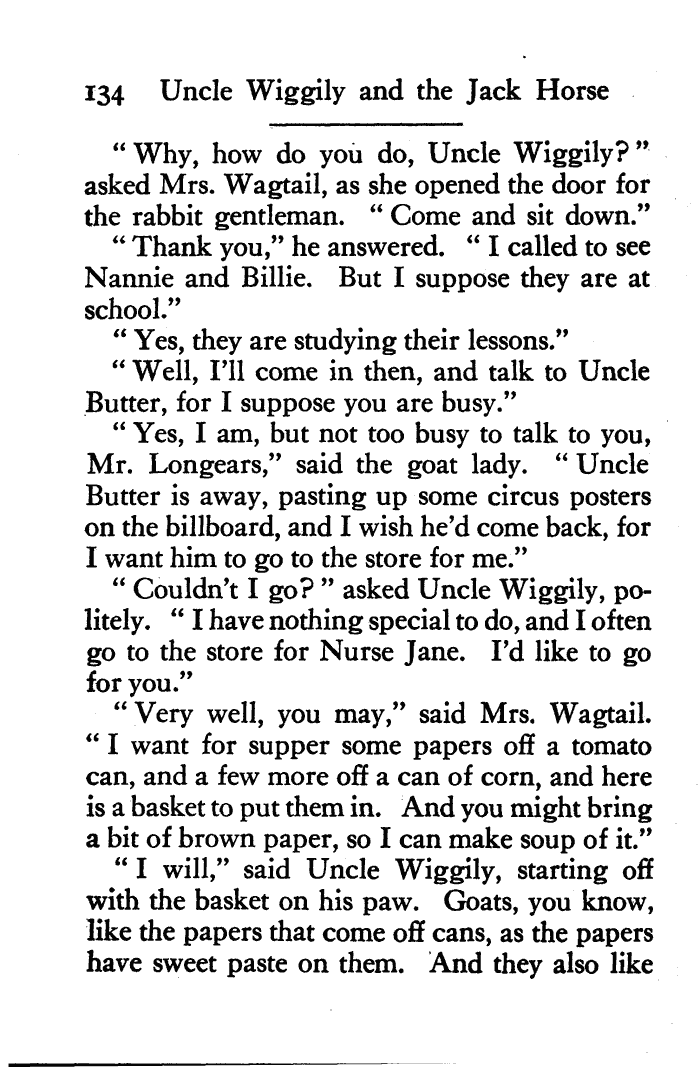 134 Uncle Wiggily and the Jack Horse
“ Why, how do you do, Uncle Wiggily? ”
asked Mrs. Wagtail, as she opened the door for
the rabbit gentleman. “ Come and sit down.”
“ Thank you,” he answered. “ I called to see
Nannie and Billie. But I suppose they are at
school.”
“ Yes, they are studying their lessons.”
“ Well, I’ll come in then, and talk to Uncle
Butter, for I suppose you are busy.”
“ Yes, I am, but not too busy to talk to you,
Mr. Longears,” said the goat lady. “ Uncle
Butter is away, pasting up some circus posters
on the billboard, and I wish he’d come back, for
I want him to go to the store for me.”
“ Couldn’t I go? ” asked Uncle Wiggily, po-
litely. “ I have nothing special to do, and I often
go to the store for Nurse Jane. I’d like to go
for you.”
“ Very well, you may,” said Mrs. Wagtail.
“ I want for supper some papers off a tomato
can, and a few more off a can of corn, and here
is a basket to put them in. And you might bring
a bit of brown paper, so I can make soup of it.”
“ I will,” said Uncle Wiggily, starting off
with the basket on his paw. Goats, you know,
like the papers that come off cans, as the papers
have sweet paste on them. And they also like